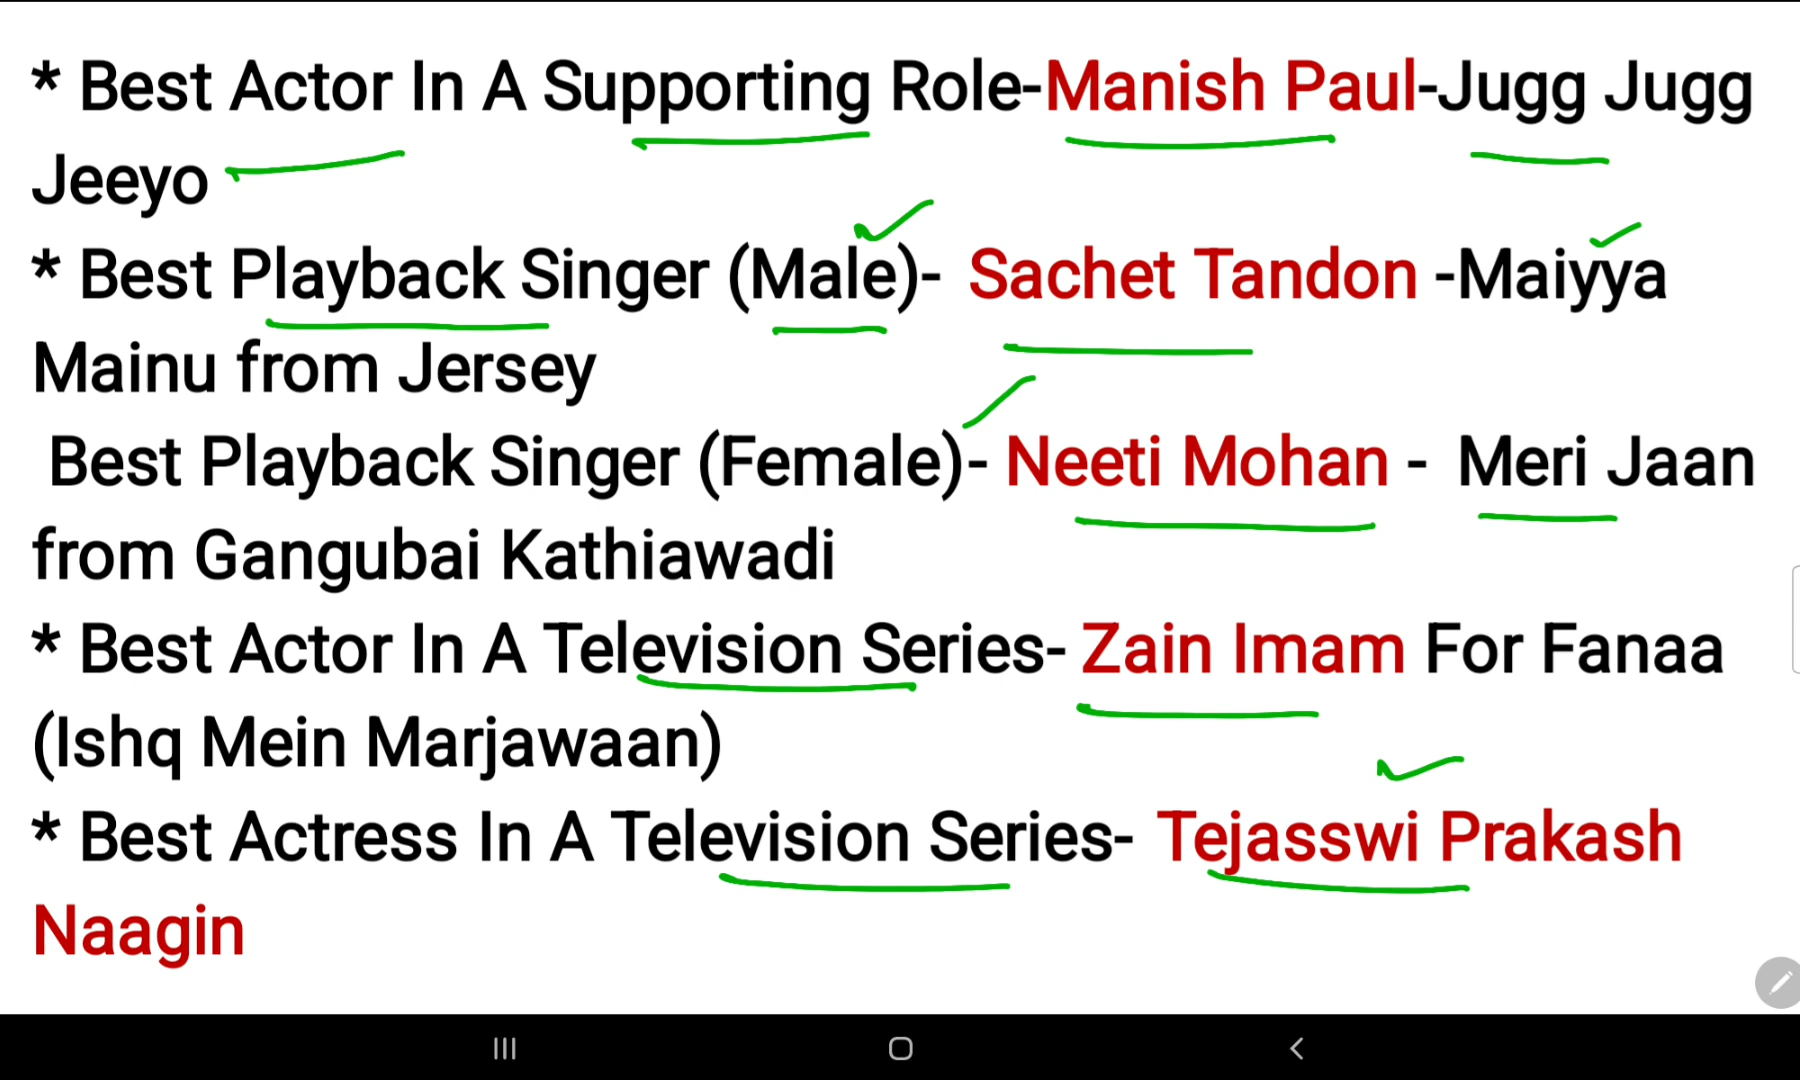 * Best Actor In A Supporting Role-Manish Paul-Jugg Jugg
Jeeyo
* Best Playback Singer (Male)- Sachet Tandon -Maiyya
Mainu from Jersey
Best Playback Singer (Female)- Neeti Mohan - Meri Jaan
from Gangubai Kathiawadi
* Best Actor In A Television Series- Zain Imam For Fanaa
(Ishq Mein Marjawaan)
* Best Actress In A Television Series- Tejasswi Prakash
Naagin